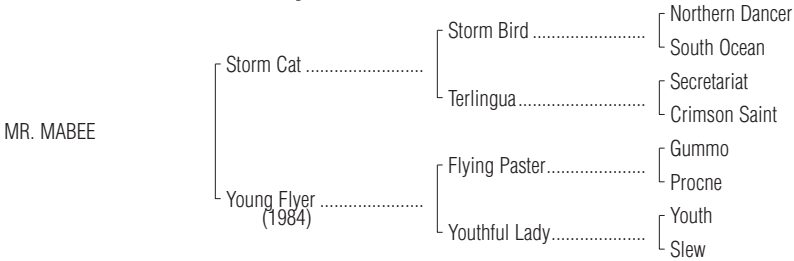 Northern Dancer
Storm Bird ........................
South Ocean
Storm Cat .........................
Secretariat
Terlingua...........................
Crimson Saint
MR. MABEE
Gummo
Flying Paster.....................
Procne
Young Flyer ......................
(1984)
Youth
Youthful Lady....................
Slew